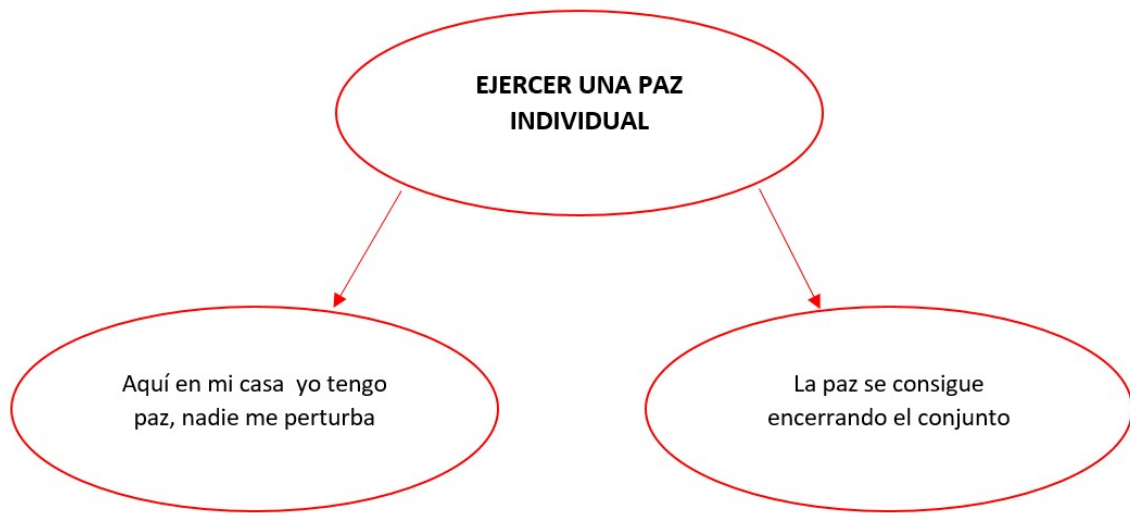 EJERCER UNA PAZ
INDIVIDUAL
Aquí en mi casa  yo tengo
paz, nadie me perturba
La paz se consigue
encerrando el conjunto